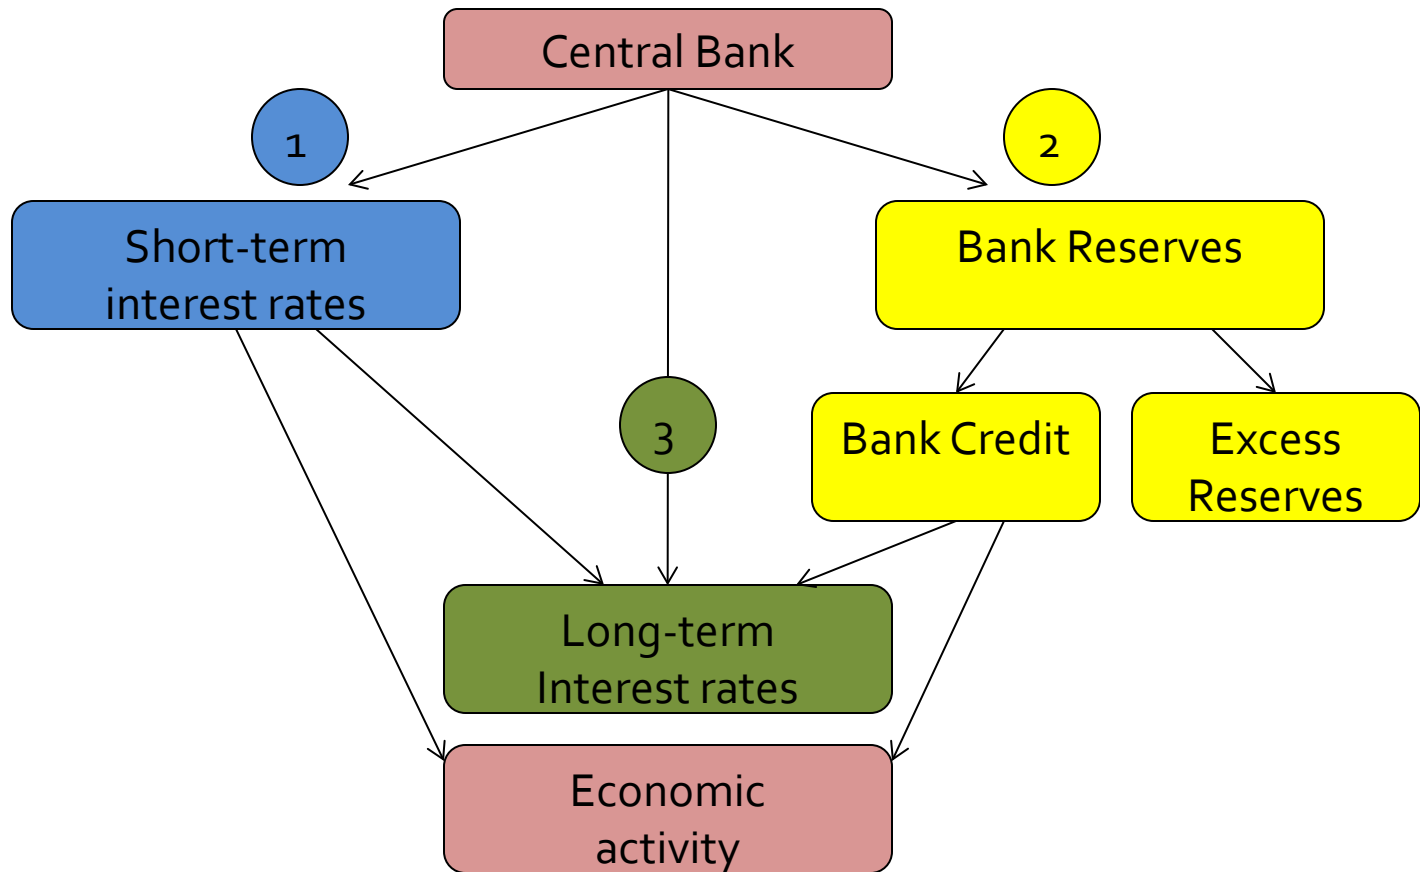 Central Bank
1
2
Short-term
interest rates
Bank Reserves
3
Bank Credit
Excess
Reserves
Long-term
Interest rates
Economic
activity